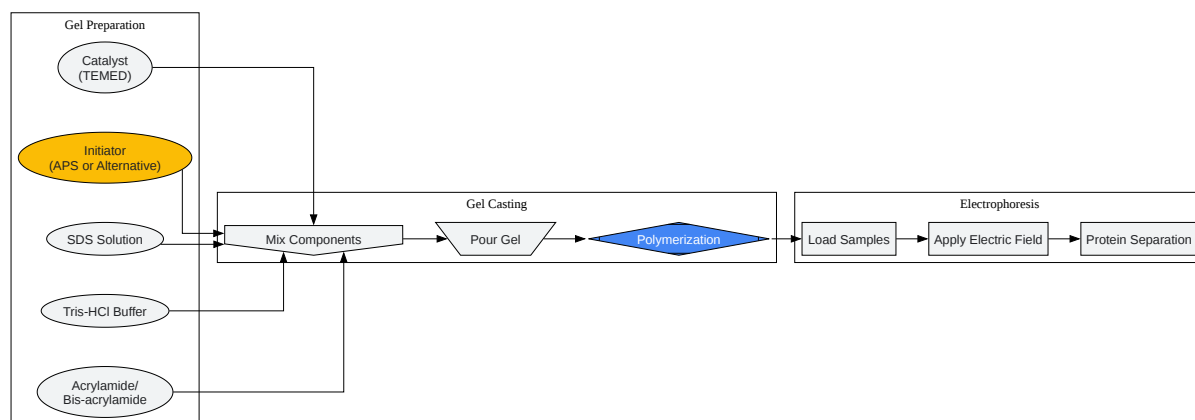 Gel Preparation
Catalyst
(TEMED)
Initiator
(APS or Alternative)
SDS Solution
Tris-HCl Buffer
Acrylamide/
Bis-acrylamide
Gel Casting
Mix Components
Pour Gel
Polymerization
Electrophoresis
Load Samples
Apply Electric Field
Protein Separation